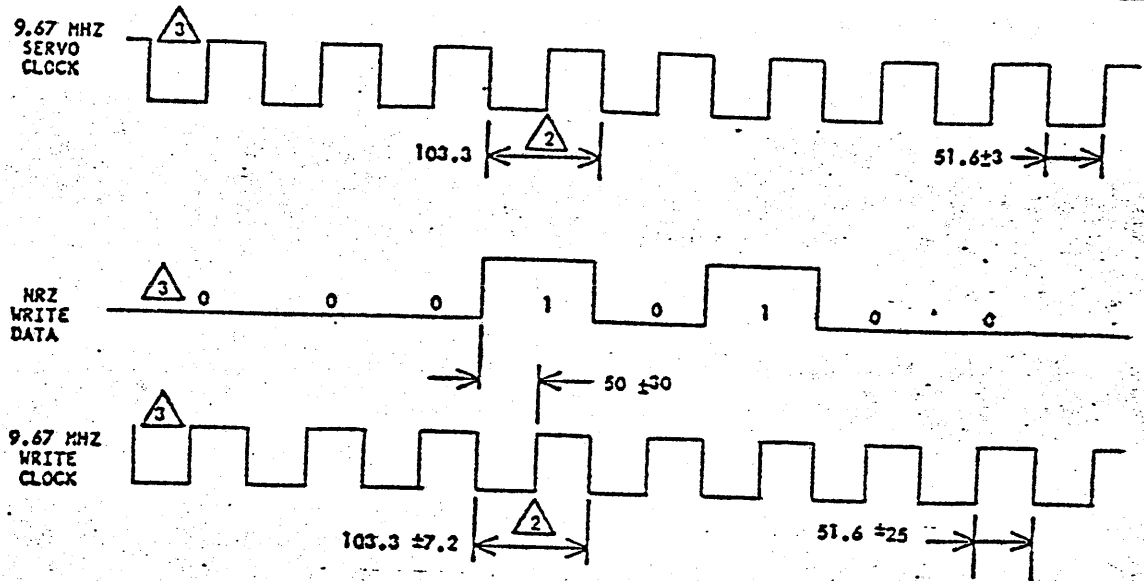 9.67 MHZ
SERVO
CLOCK
3
103.3
2
51.6±3
NRZ
WRITE
DATA
3
0 0 0 1 0 1 0 0
50 ±30
9.67 MHZ
WRITE
CLOCK
3
103.3 ±7.2
2
51.6 ±25